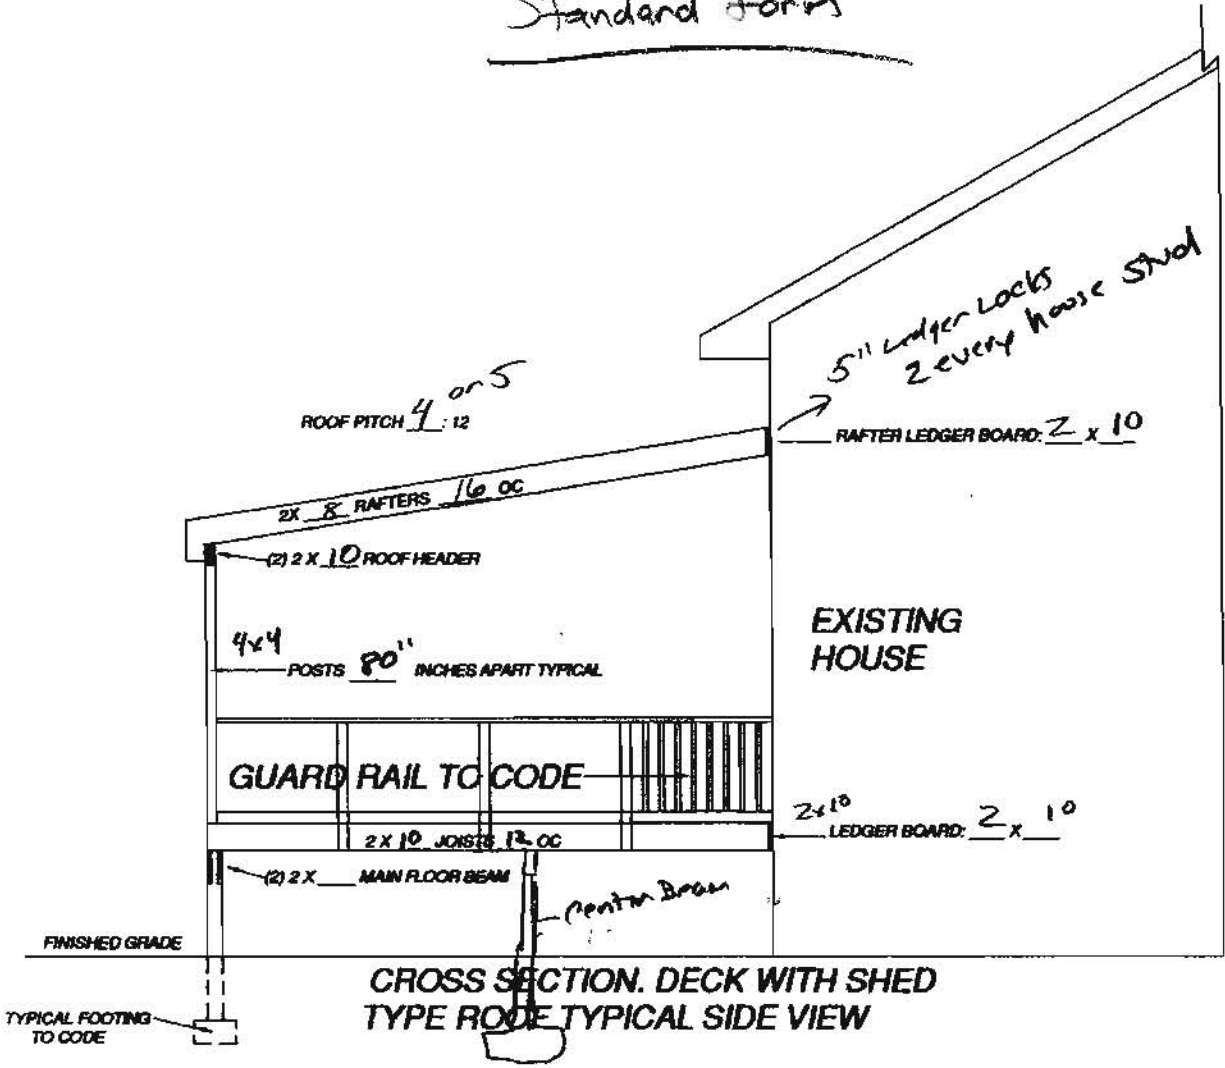 Standard
5" Ledger Locks
2 every house stud
ROOF PITCH 4 or 5 : 12
RAFTER LEDGER BOARD: 2 X 10
2X 8 RAFTERS 16 OC
(2) 2 X 10 ROOF HEADER
EXISTING
HOUSE
4x4
POSTS 80" INCHES APART TYPICAL
GUARD RAIL TO CODE
2x10
LEDGER BOARD: 2 X 10
2 X 10 JOISTS 12 OC
(2) 2 X ___ MAIN FLOOR BEAM
Center Beam
FINISHED GRADE
CROSS SECTION. DECK WITH SHED
TYPE ROOF TYPICAL SIDE VIEW
TYPICAL FOOTING
TO CODE